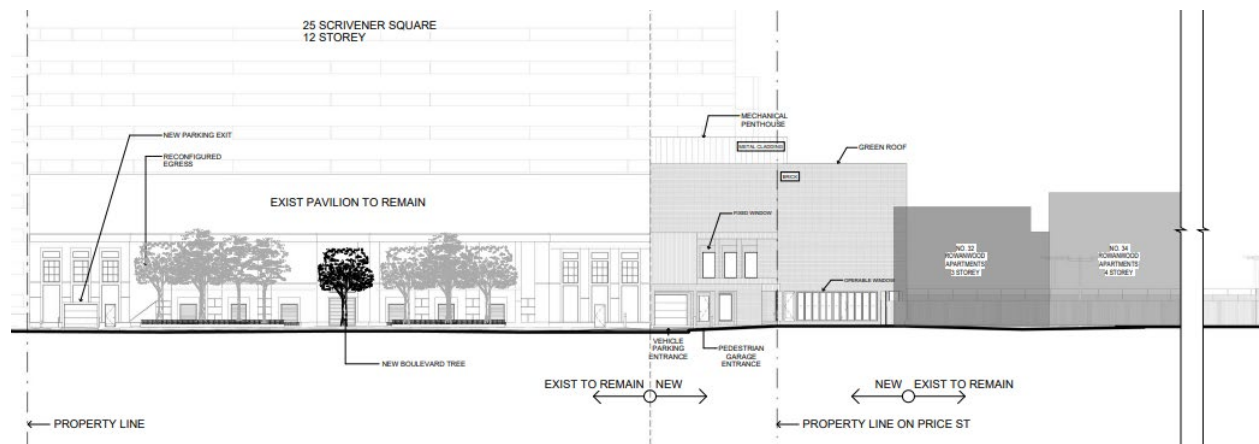 25 SCRIVENER SQUARE
12 STOREY
NEW PARKING EXIT
RECONFIGURED
EGRESS
EXIST PAVILION TO REMAIN
MECHANICAL
PENTHOUSE
METAL CLADDING
GREEN ROOF
BRICK
FIXED WINDOW
OPERABLE WINDOW
NO. 32
ROWANWOOD
APARTMENTS
3 STOREY
NO. 34
ROWANWOOD
APARTMENTS
4 STOREY
VEHICLE
PARKING
ENTRANCE
PEDESTRIAN
GARAGE
ENTRANCE
NEW BOULEVARD TREE
EXIST TO REMAIN NEW
NEW EXIST TO REMAIN
PROPERTY LINE
PROPERTY LINE ON PRICE ST